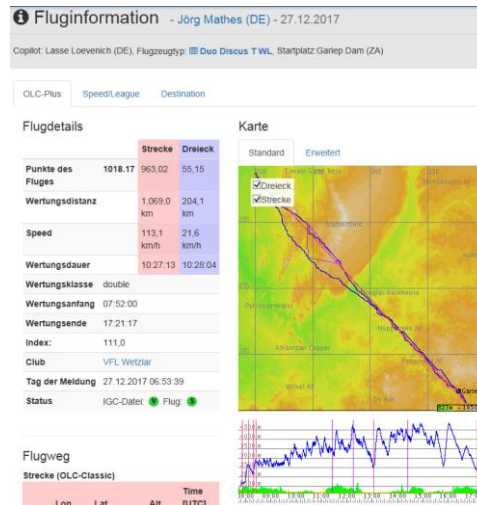 Fluginformation - Jörg Mathes (DE) - 27.12.2017
Copilot: Lasse Loevenich (DE), Flugzeugtyp: Duo Discus T WL, Startplatz:Gariep Dam (ZA)
OLC-Plus Speed/League Destination
Flugdetails
Strecke Dreieck
Punkte des Fluges 1018.17 963,02 55,15
Wertungsdistanz 1.069,0 km 204,1 km
Speed 113,1 km/h 21,6 km/h
Wertungsdauer 10:27:13 10:28:04
Wertungsklasse double
Wertungsanfang 07:52:00
Wertungsende 17:21:17
Index: 111,0
Club VFL Wetzlar
Tag der Meldung 27.12.2017 06:53:39
Status IGC-Datei: V Flug: S
Flugweg
Strecke (OLC-Classic)
Lon Lat Alt Time [UTC]
Karte
Standard Erweitert
Dreieck
Strecke
Garie